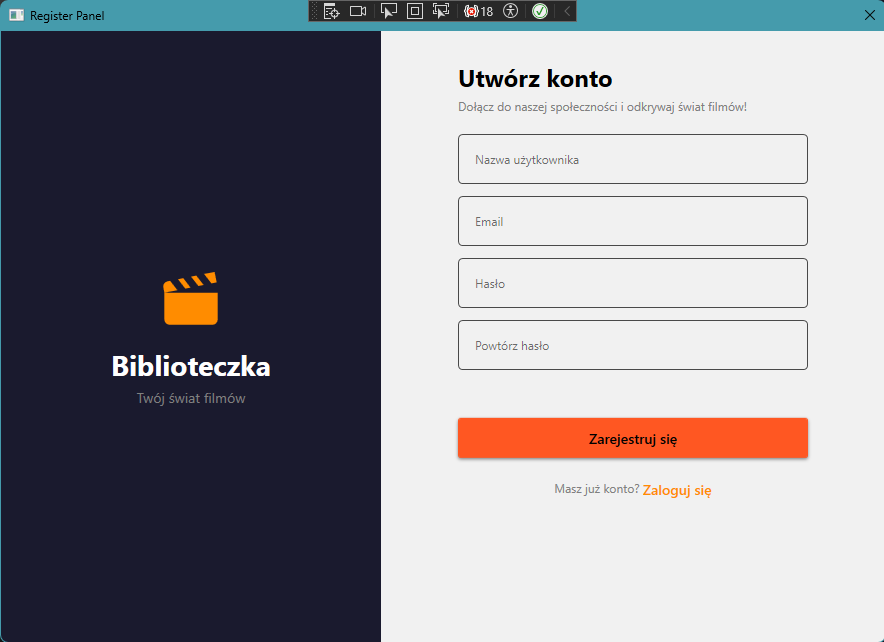 Register Panel
18
Biblioteczka
Twój świat filmów
Utwórz konto
Dołącz do naszej społeczności i odkrywaj świat filmów!
Nazwa użytkownika
Email
Hasło
Powtórz hasło
Zarejestruj się
Masz już konto? Zaloguj się